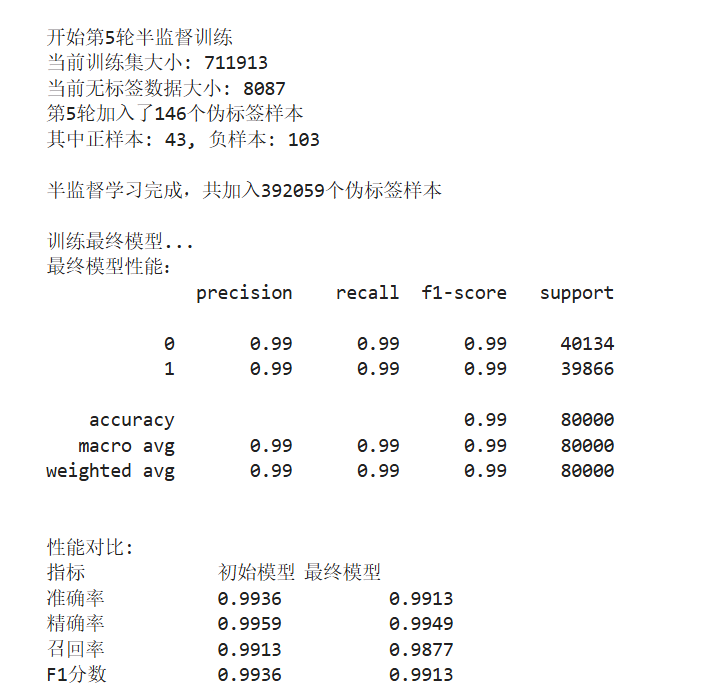 开始第5轮半监督训练
当前训练集大小: 711913
当前无标签数据大小: 8087
第5轮加入了146个伪标签样本
其中正样本: 43, 负样本: 103
半监督学习完成，共加入392059个伪标签样本
训练最终模型...
最终模型性能：
precision recall f1-score support
0 0.99 0.99 0.99 40134
1 0.99 0.99 0.99 39866
accuracy 0.99 80000
macro avg 0.99 0.99 0.99 80000
weighted avg 0.99 0.99 0.99 80000
性能对比：
指标 初始模型 最终模型
准确率 0.9936 0.9913
精确率 0.9959 0.9949
召回率 0.9913 0.9877
F1分数 0.9936 0.9913